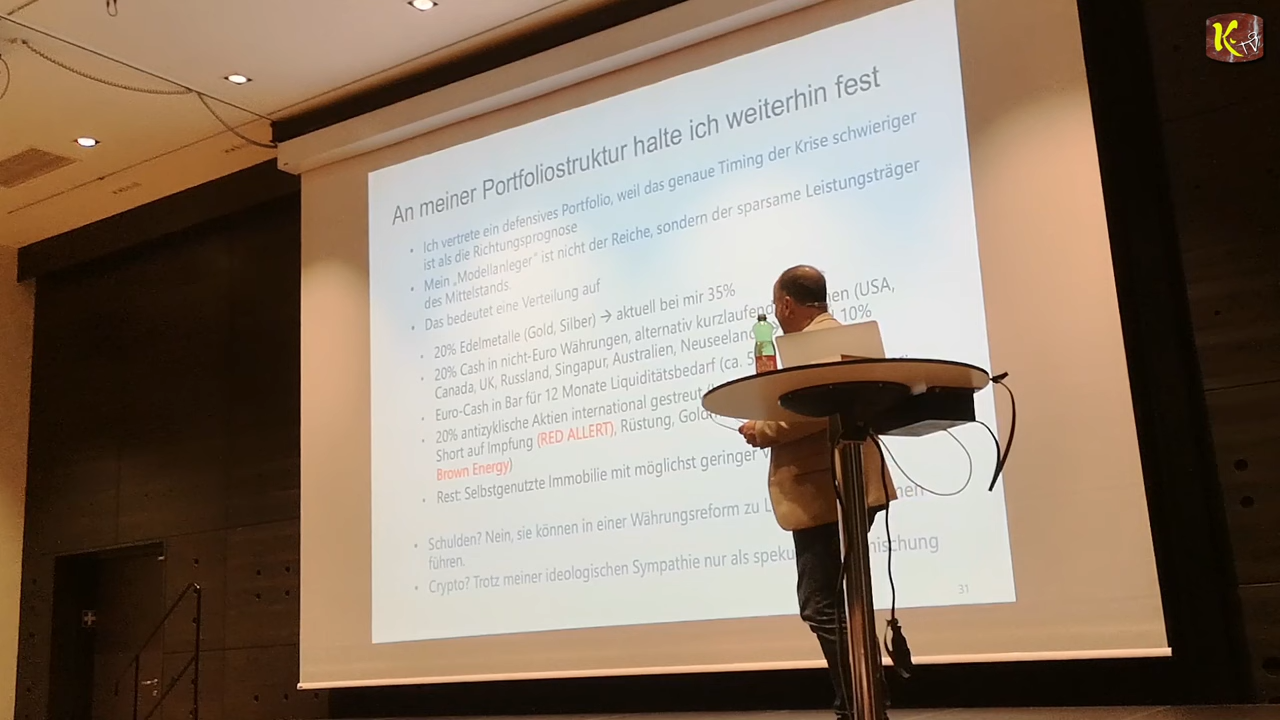 An meiner Portfoliostruktur halte ich weiterhin fest
• Ich vertrete ein defensives Portfolio, weil das genaue Timing der Krise schwieriger
ist als die Richtungsprognose
• Mein „Modellanleger" ist nicht der Reiche, sondern der sparsame Leistungsträger
des Mittelstands.
• Das bedeutet eine Verteilung auf
• 20% Edelmetalle (Gold, Silber) → aktuell bei mir 35%
• 20% Cash in nicht-Euro Währungen, alternativ (USA,
Canada, UK, Russland, Singapur, Australien, 10%
• Euro-Cash in Bar für 12 Monate Liquiditätsbedarf (ca.
• 20% antizyklische Aktien international gestreut
Short auf Impfung (RED ALLERT), Rüstung,
Brown Energy)
• Rest: Selbstgenutzte Immobilie mit möglichst geringer
• Schulden? Nein, sie können in einer Währungsreform zu
führen.
• Crypto? Trotz meiner ideologischen Sympathie nur als
31
K